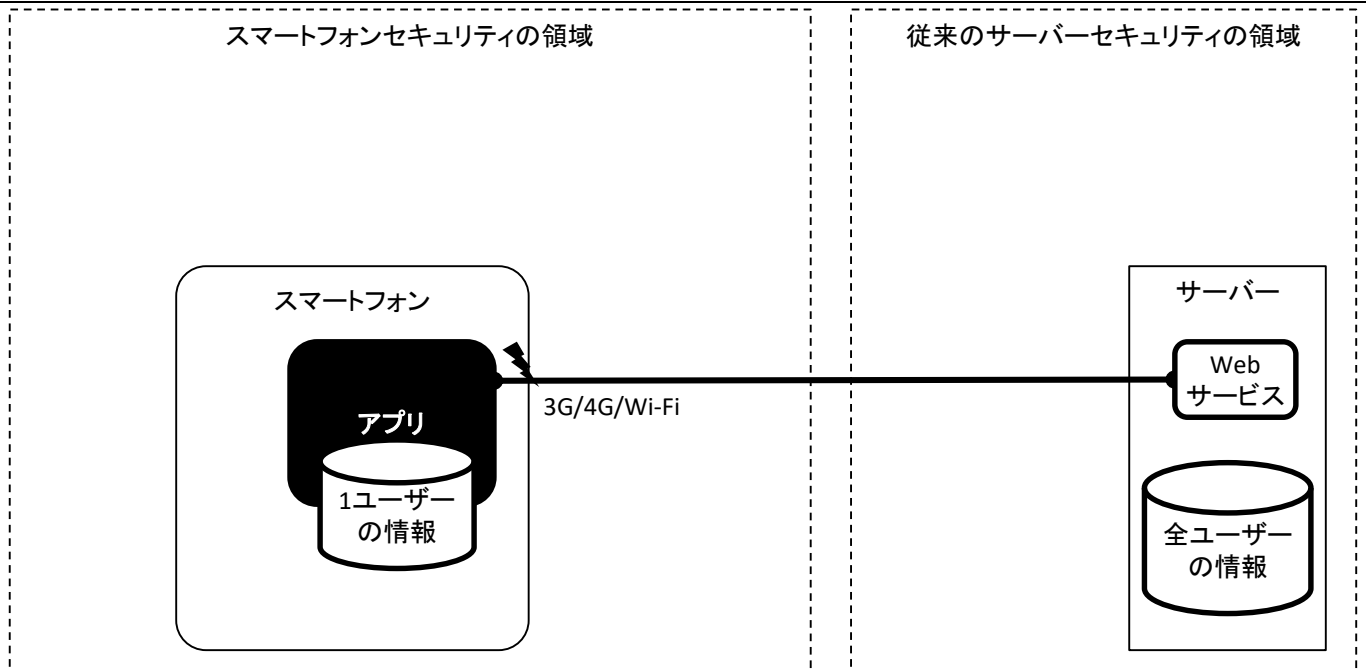 スマートフォンセキュリティの領域
従来のサーバーセキュリティの領域
スマートフォン
アプリ
1ユーザー
の情報
3G/4G/Wi-Fi
サーバー
Web
サービス
全ユーザー
の情報